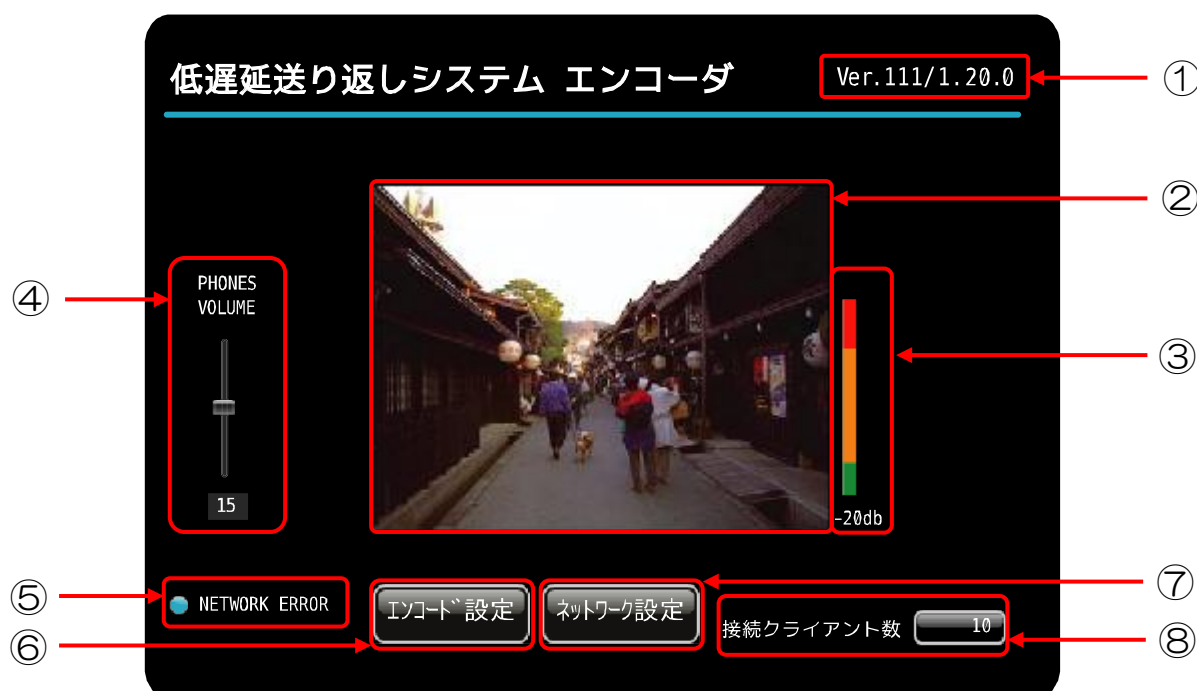 低遅延送り返しシステム エンコーダ
Ver.111/1.20.0
①
②
③
④
PHONES
VOLUME
15
-20db
⑤
NETWORK ERROR
⑥
エンコード設定
ネットワーク設定
⑦
接続クライアント数
10
⑧